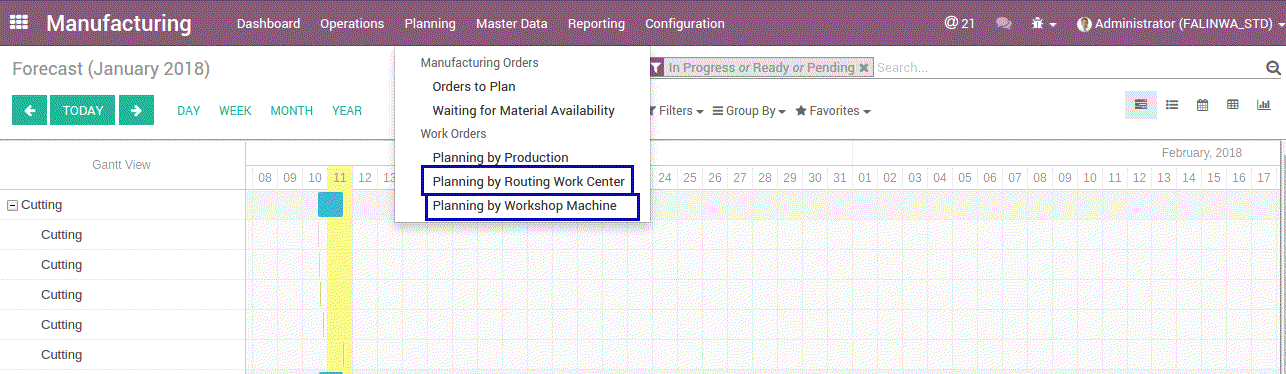 Manufacturing Dashboard Operations Planning Master Data Reporting Configuration @ 21 Administrator (FALINWA_STD)
Forecast (January 2018) In Progress or Ready or Pending Search...
TODAY DAY WEEK MONTH YEAR Filters Group By Favorites
Manufacturing Orders
Orders to Plan
Waiting for Material Availability
Work Orders
Planning by Production
Planning by Routing Work Center
Planning by Workshop Machine
Gantt View February, 2018
08 09 10 11 12 13 24 25 26 27 28 29 30 31 01 02 03 04 05 06 07 08 09 10 11 12 13 14 15 16 17
Cutting
Cutting
Cutting
Cutting
Cutting
Cutting